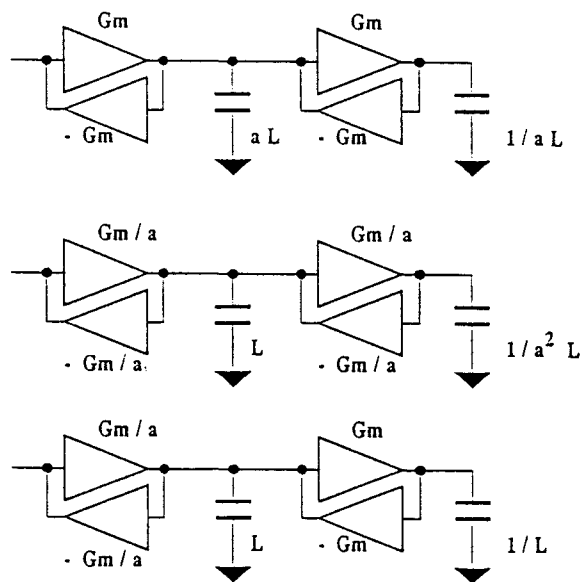 Gm Gm
- Gm a L - Gm 1 / a L
Gm / a Gm / a
- Gm / a L - Gm / a 1 / a² L
Gm / a Gm
- Gm / a L - Gm 1 / L